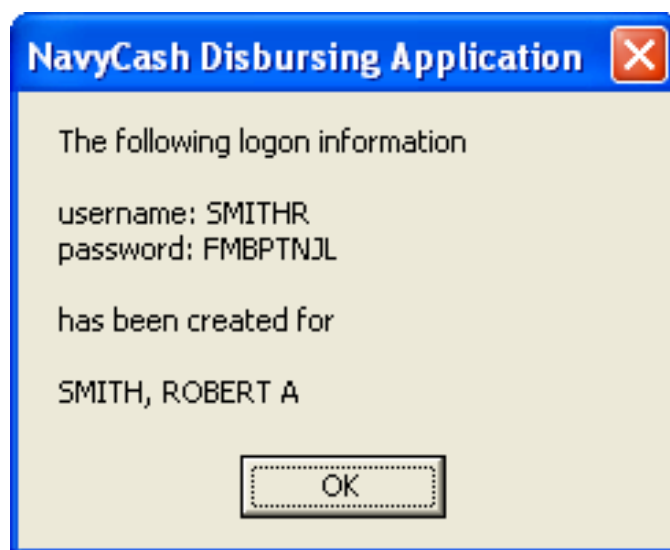 NavyCash Disbursing Application
The following logon information
username: SMITHR
password: FMBPTNJL
has been created for
SMITH, ROBERT A
OK